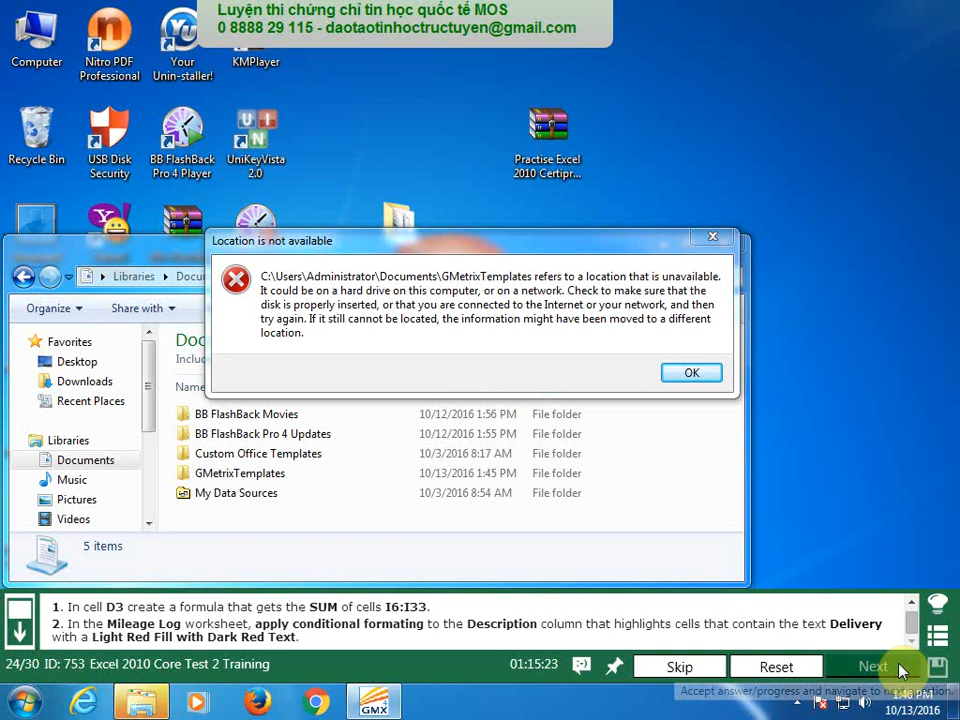 Luyện thi chứng chỉ tin học quốc tế MOS
0 8888 29 115 - daotaotinhoctructuyen@gmail.com
Computer
Nitro PDF
Professional
Your
Unin-staller!
KMPlayer
Recycle Bin
USB Disk
Security
BB FlashBack
Pro 4 Player
UniKeyVista
2.0
Practise Excel
2010 Certipr...
Location is not available
C:\Users\Administrator\Documents\GMetrixTemplates refers to a location that is unavailable.
It could be on a hard drive on this computer, or on a network. Check to make sure that the
disk is properly inserted, or that you are connected to the Internet or your network, and then
try again. If it still cannot be located, the information might have been moved to a different
location.
OK
Libraries
Docu
Organize
Share with
Favorites
Desktop
Downloads
Recent Places
Libraries
Documents
Music
Pictures
Videos
Doc
Includ
Name
BB FlashBack Movies 10/12/2016 1:56 PM File folder
BB FlashBack Pro 4 Updates 10/12/2016 1:55 PM File folder
Custom Office Templates 10/3/2016 8:17 AM File folder
GMetrixTemplates 10/13/2016 1:45 PM File folder
My Data Sources 10/3/2016 8:54 AM File folder
5 items
1. In cell D3 create a formula that gets the SUM of cells I6:I33.
2. In the Mileage Log worksheet, apply conditional formating to the Description column that highlights cells that contain the text Delivery
with a Light Red Fill with Dark Red Text.
24/30 ID: 753 Excel 2010 Core Test 2 Training
01:15:23
Skip
Reset
Next
Accept answer/progress and navigate to next question.
GMX
10/13/2016